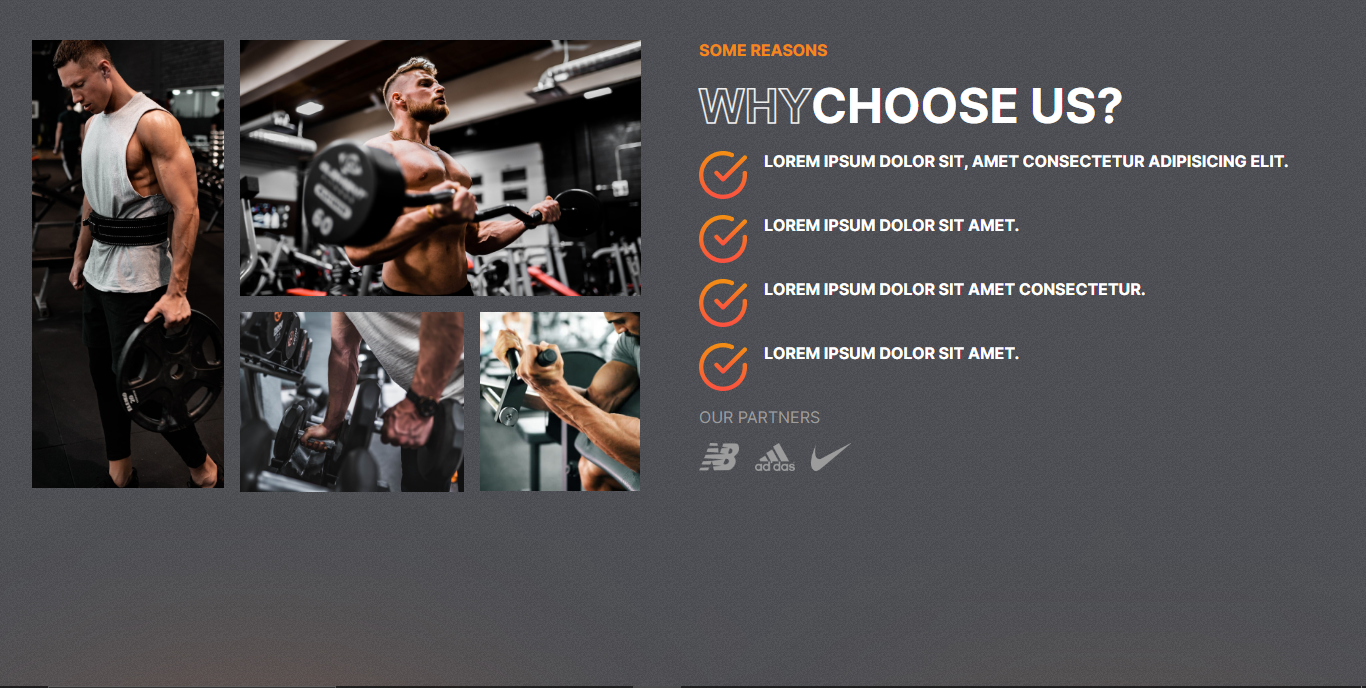 SOME REASONS
WHYCHOOSE US?
LOREM IPSUM DOLOR SIT, AMET CONSECTETUR ADIPISICING ELIT.
LOREM IPSUM DOLOR SIT AMET.
LOREM IPSUM DOLOR SIT AMET CONSECTETUR.
LOREM IPSUM DOLOR SIT AMET.
OUR PARTNERS
adidas
60